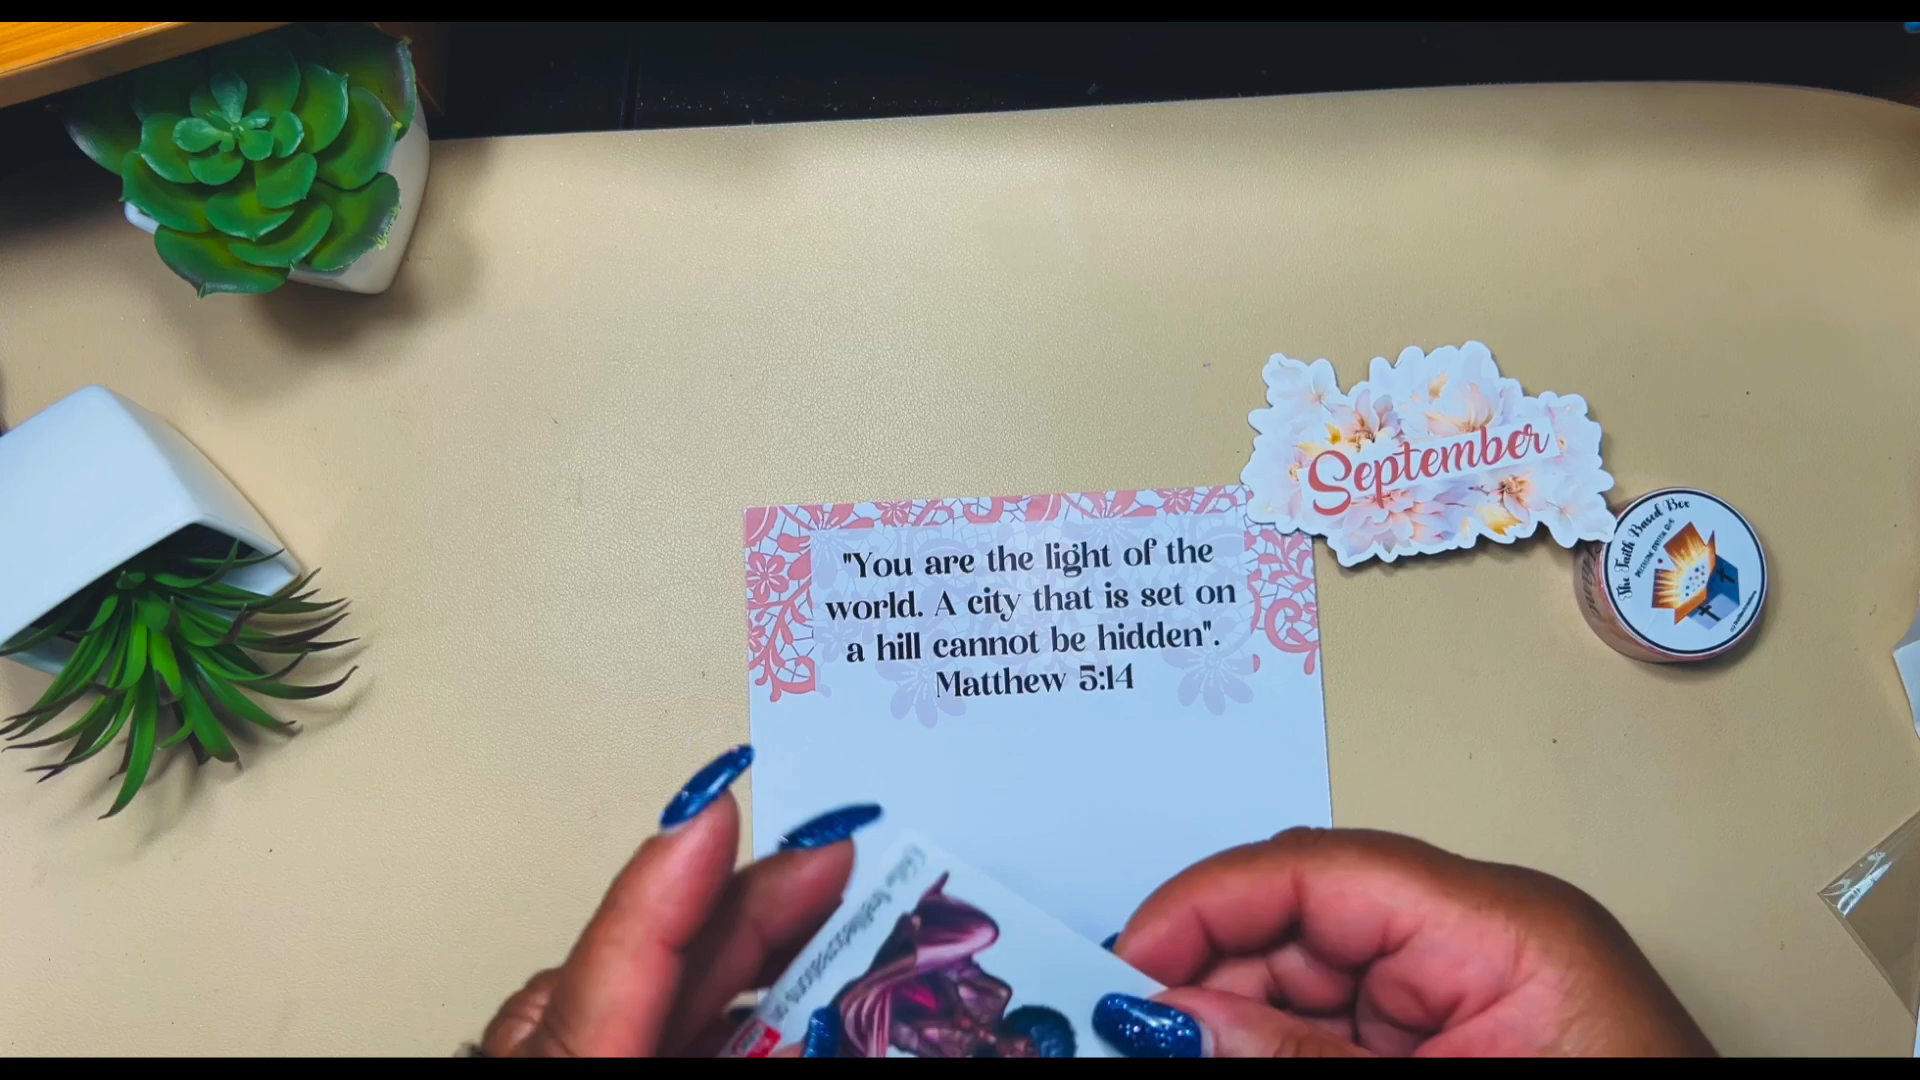 September
The Faith Based Bee
"You are the light of the
world. A city that is set on
a hill cannot be hidden".
Matthew 5:14